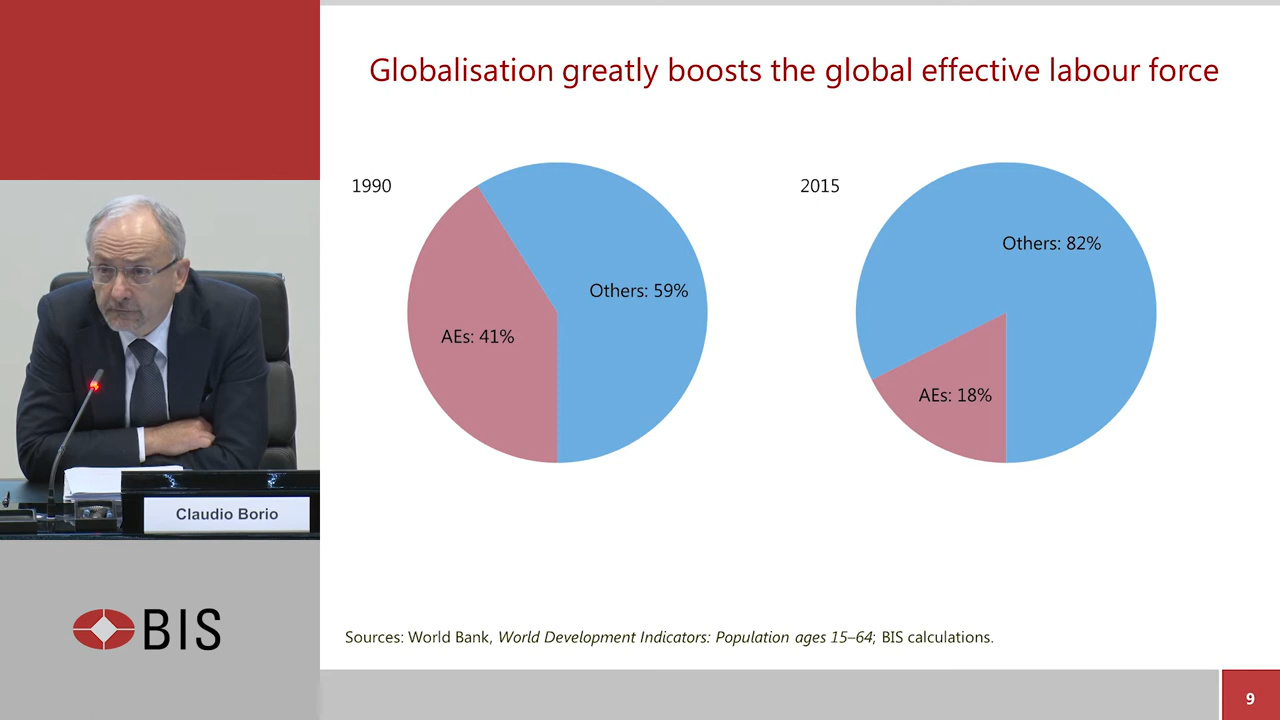 Globalisation greatly boosts the global effective labour force
1990
Others: 59%
AEs: 41%
2015
Others: 82%
AEs: 18%
Claudio Borio
BIS
Sources: World Bank, World Development Indicators: Population ages 15–64; BIS calculations.
9